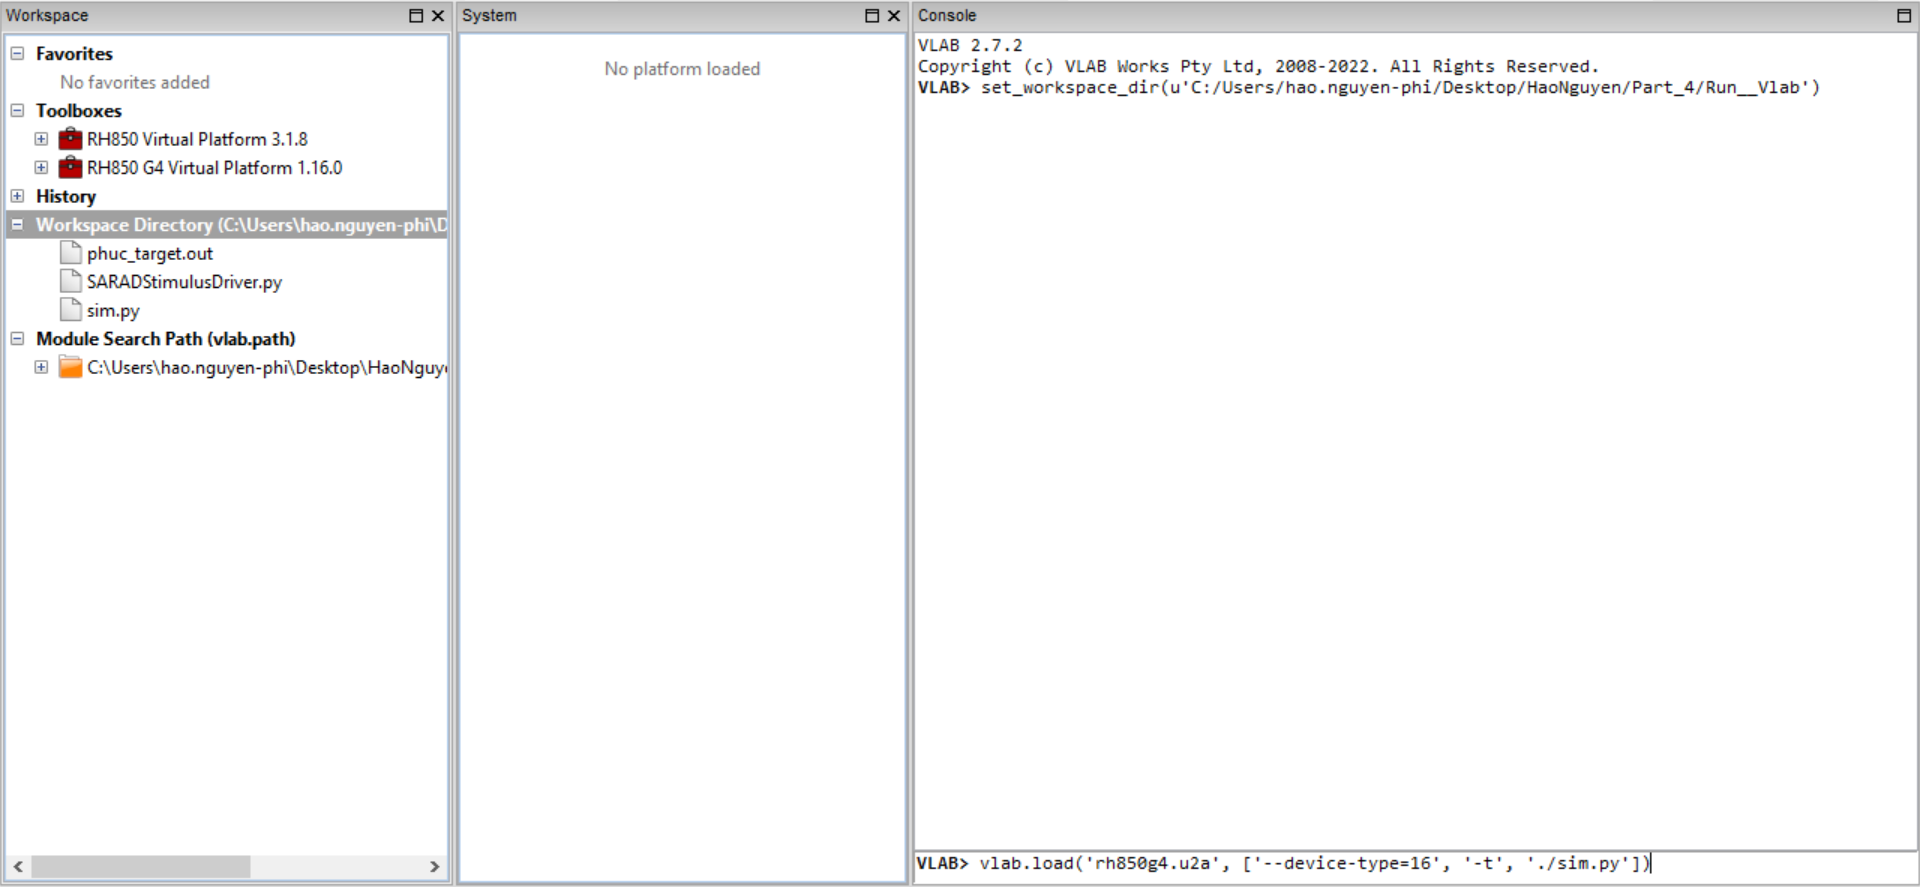 Workspace
Favorites
No favorites added
Toolboxes
RH850 Virtual Platform 3.1.8
RH850 G4 Virtual Platform 1.16.0
History
Workspace Directory (C:\Users\hao.nguyen-phi\D
phuc_target.out
SARADStimulusDriver.py
sim.py
Module Search Path (vlab.path)
C:\Users\hao.nguyen-phi\Desktop\HaoNguy
System
No platform loaded
Console
VLAB 2.7.2
Copyright (c) VLAB Works Pty Ltd, 2008-2022. All Rights Reserved.
VLAB> set_workspace_dir(u'C:/Users/hao.nguyen-phi/Desktop/HaoNguyen/Part_4/Run__Vlab')
VLAB> vlab.load('rh850g4.u2a', ['--device-type=16', '-t', './sim.py'])